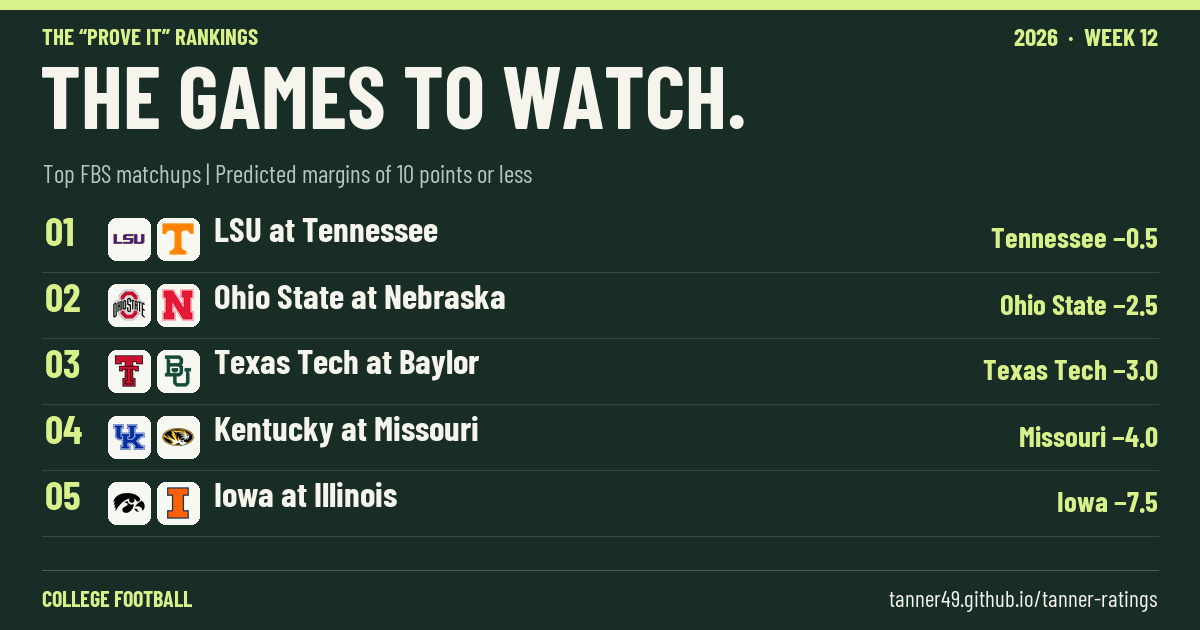 THE “PROVE IT” RANKINGS
2026 · WEEK 12
THE GAMES TO WATCH.
Top FBS matchups | Predicted margins of 10 points or less
01 LSU T LSU at Tennessee Tennessee –0.5
02 OHIO STATE N Ohio State at Nebraska Ohio State –2.5
03 TT BU Texas Tech at Baylor Texas Tech –3.0
04 UK Kentucky at Missouri Missouri –4.0
05 I Iowa at Illinois Iowa –7.5
COLLEGE FOOTBALL
tanner49.github.io/tanner-ratings